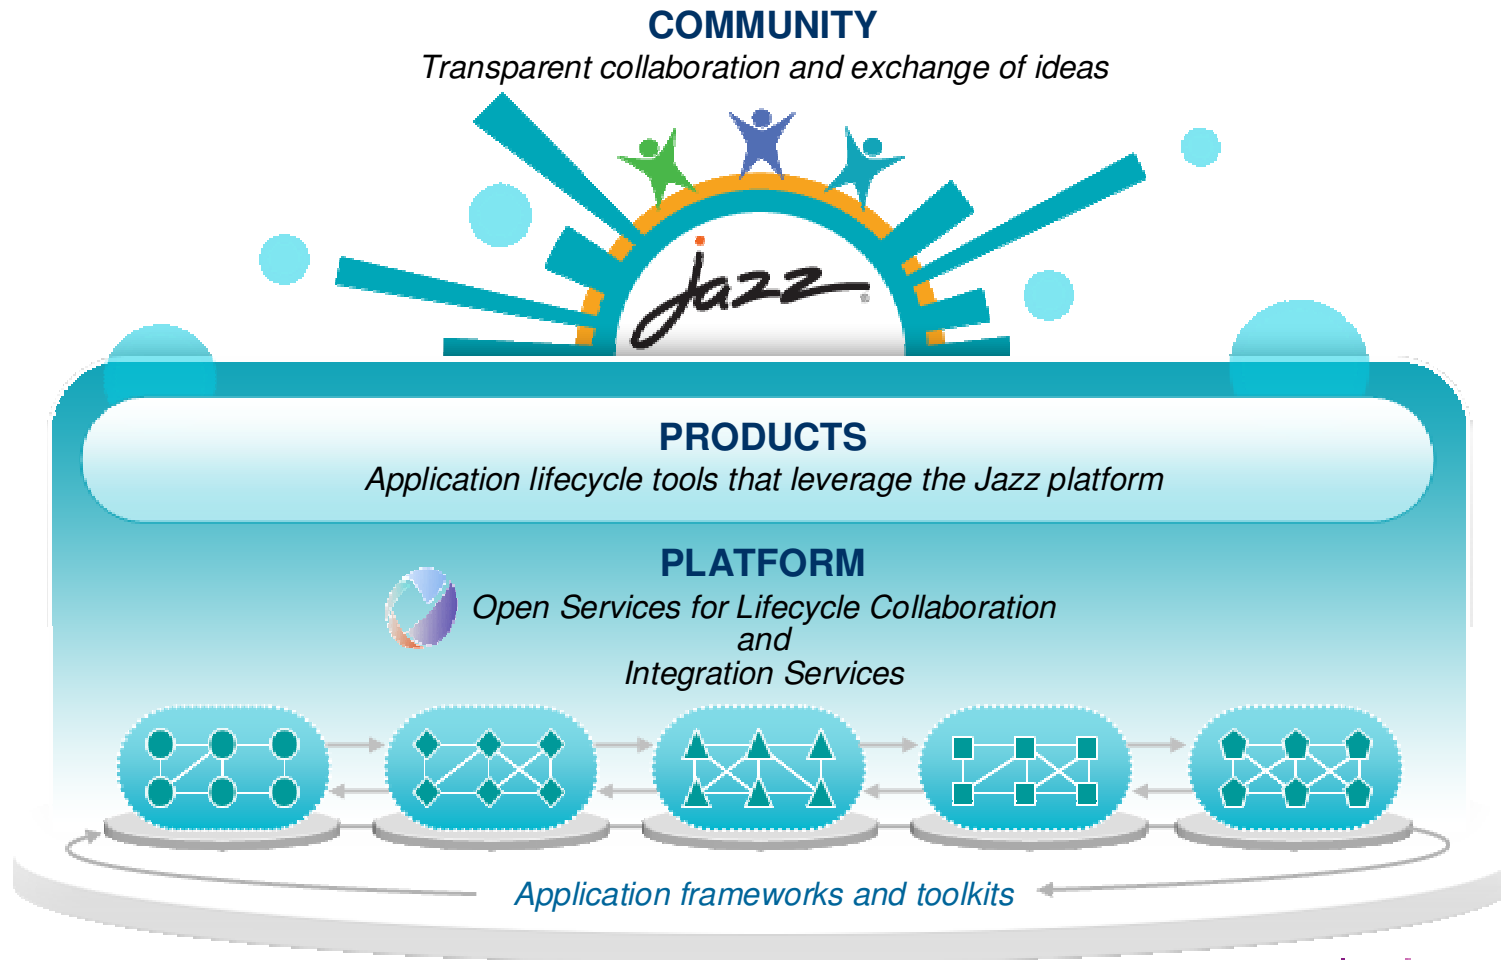 COMMUNITY
Transparent collaboration and exchange of ideas
jazz
®
PRODUCTS
Application lifecycle tools that leverage the Jazz platform
PLATFORM
Open Services for Lifecycle Collaboration
and
Integration Services
Application frameworks and toolkits